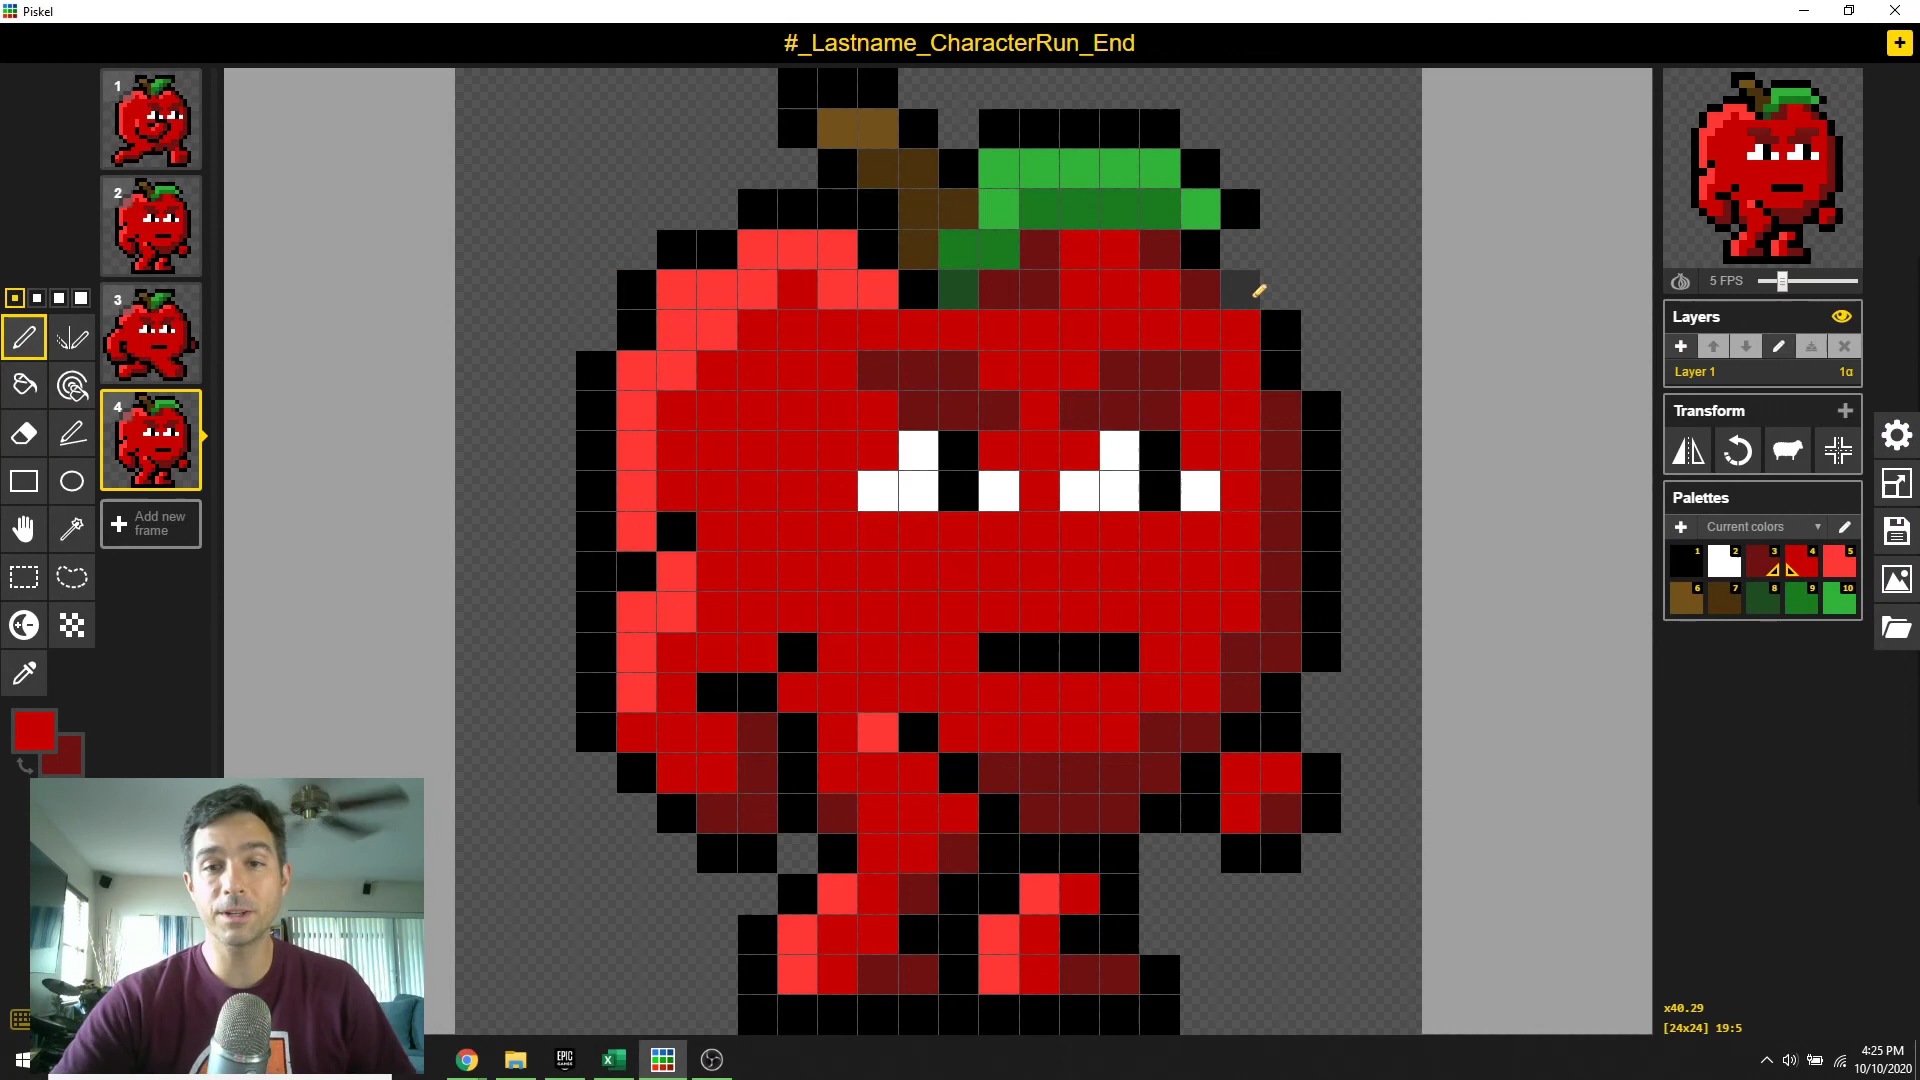 Piskel
#_Lastname_CharacterRun_End
+
1
2
3
4
Add new
frame
5 FPS
Layers
Layer 1
1α
Transform
Palettes
Current colors
1
2
3
4
5
6
7
8
9
10
x40.29
[24x24] 19:5
EPIC
GAMES
4:25 PM
10/10/2020